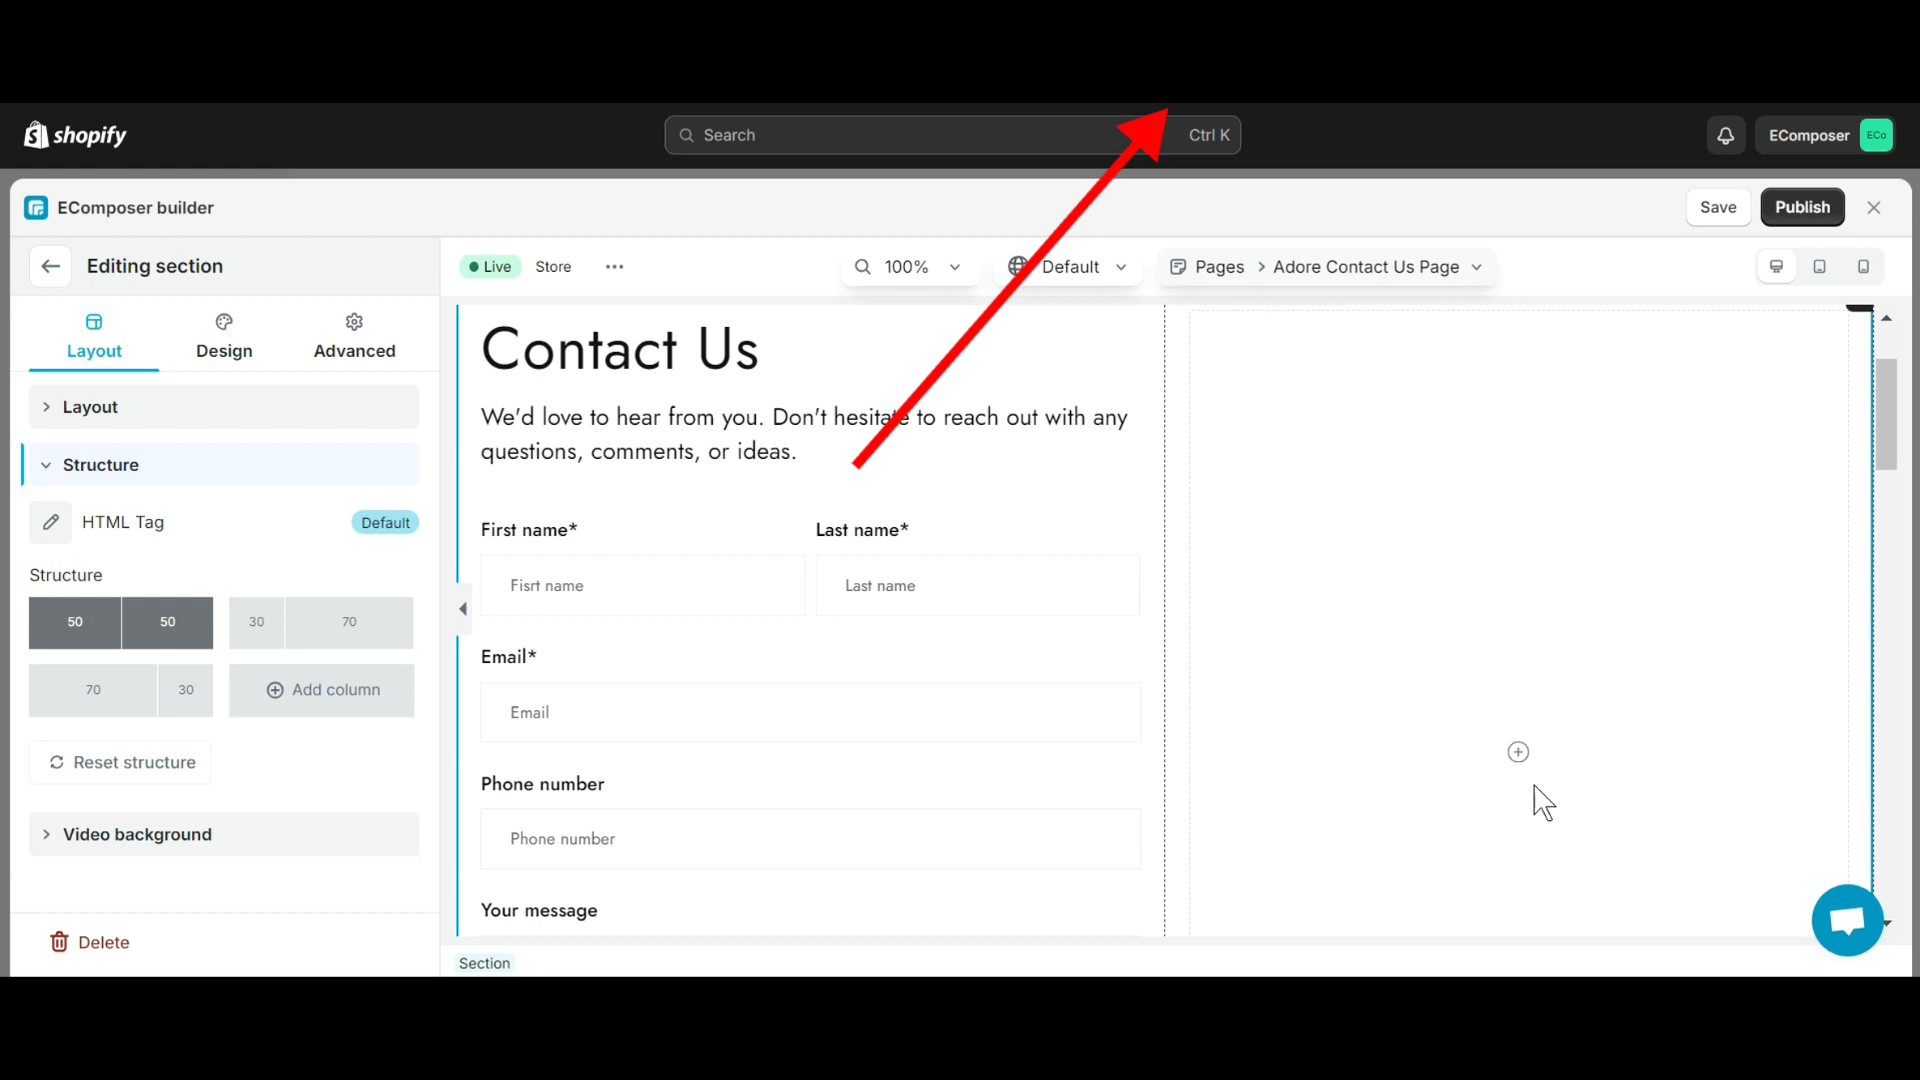 shopify
Search
Ctrl K
EComposer
ECo
EComposer builder
Save
Publish
Editing section
Live
Store
100%
Default
Pages
Adore Contact Us Page
Layout
Design
Advanced
Layout
Structure
HTML Tag
Default
Structure
50
50
30
70
70
30
Add column
Reset structure
Video background
Delete
Contact Us
We'd love to hear from you. Don't hesitate to reach out with any
questions, comments, or ideas.
First name*
Last name*
Fisrt name
Last name
Email*
Email
Phone number
Phone number
Your message
Section